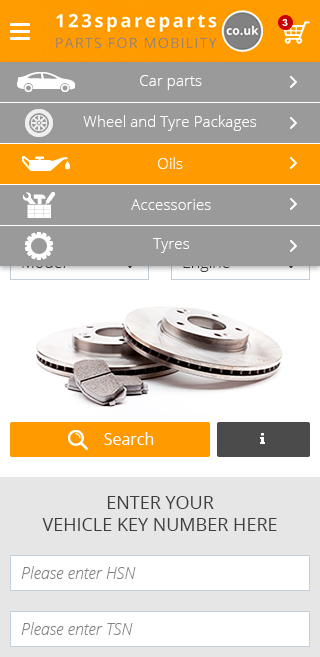 123spareparts
PARTS FOR MOBILITY
co.uk
3
Car parts
Wheel and Tyre Packages
Oils
Accessories
Tyres
Model
Engine
Search
i
ENTER YOUR
VEHICLE KEY NUMBER HERE
Please enter HSN
Please enter TSN